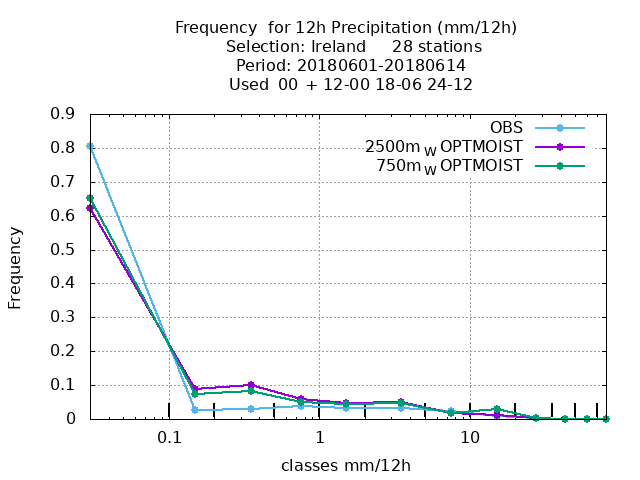 Frequency  for 12h Precipitation (mm/12h)
Selection: Ireland     28 stations
Period: 20180601-20180614
Used  00 + 12-00 18-06 24-12
OBS
2500m W OPTMOIST
750m W OPTMOIST
0.9
0.8
0.7
0.6
0.5
0.4
0.3
0.2
0.1
0
Frequency
0.1 1 10
classes mm/12h